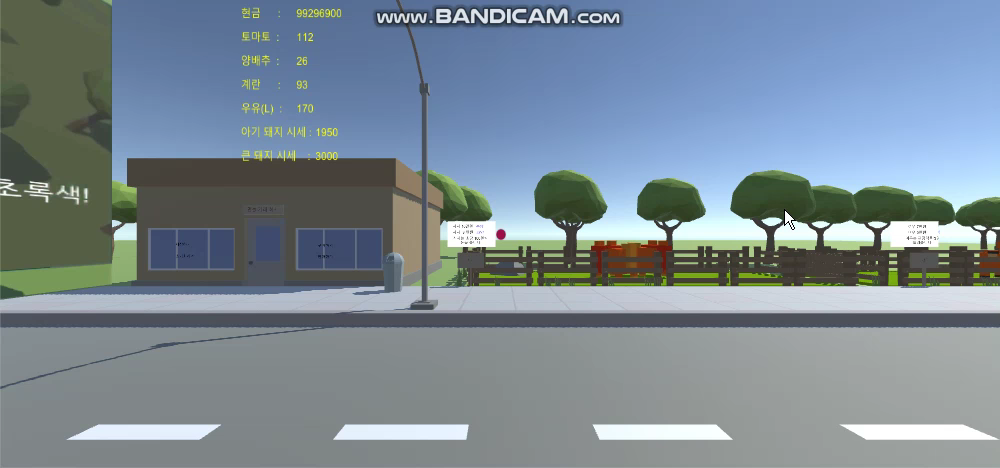 www.BANDICAM.com
현금 : 99296900
토마토 : 112
양배추 : 26
계란 : 93
우유(L) : 170
아기 돼지 시세 : 1950
큰 돼지 시세 : 3000
초록색!